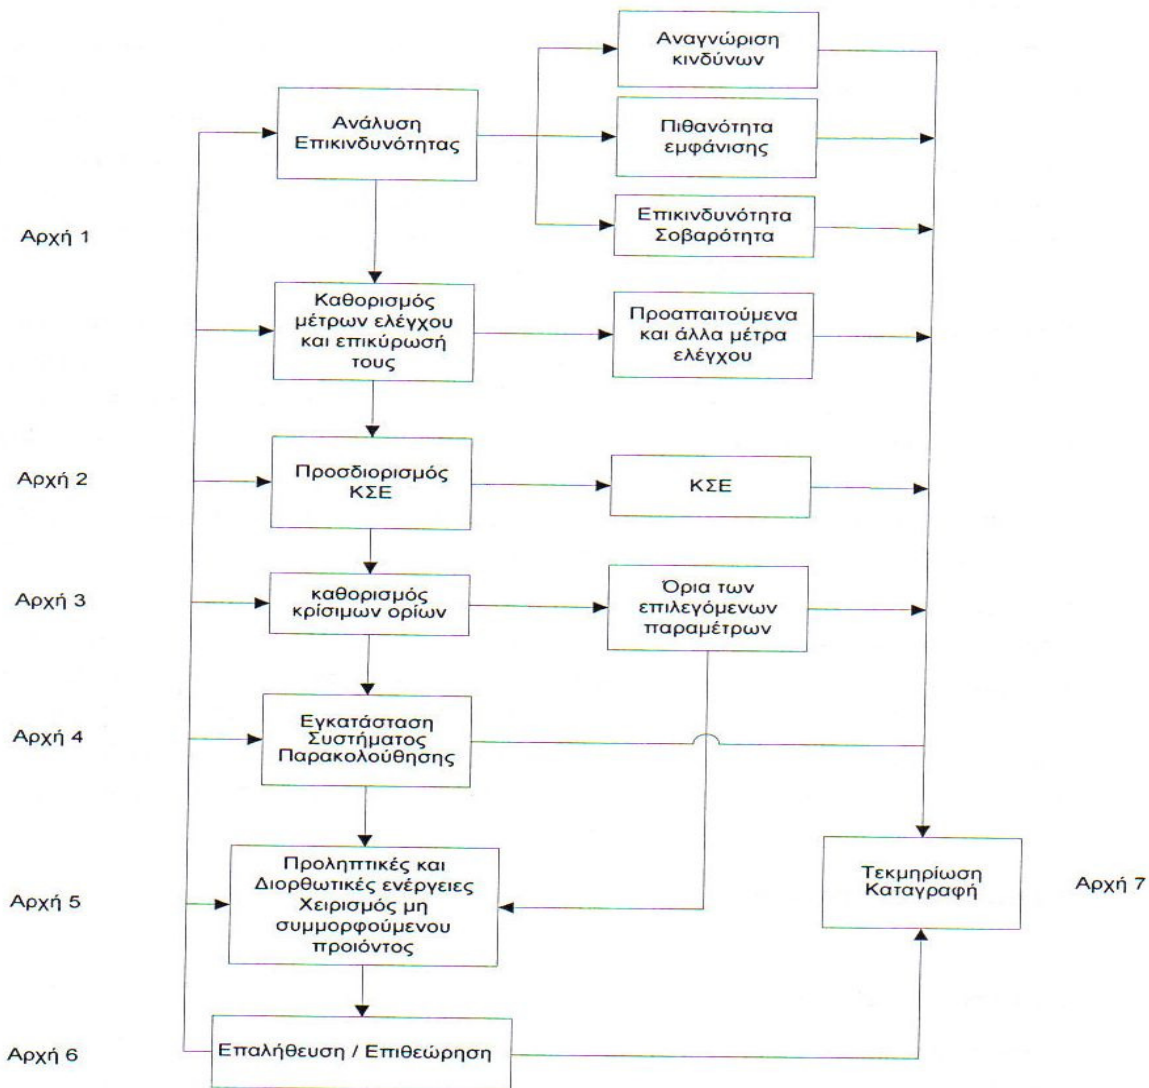 Αναγνώριση
κινδύνων
Ανάλυση
Επικινδυνότητας
Πιθανότητα
εμφάνισης
Επικινδυνότητα
Σοβαρότητα
Αρχή 1
Καθορισμός
μέτρων ελέγχου
και επικύρωσή
τους
Προαπαιτούμενα
και άλλα μέτρα
ελέγχου
Αρχή 2
Προσδιορισμός
ΚΣΕ
ΚΣΕ
Αρχή 3
καθορισμός
κρίσιμων ορίων
Όρια των
επιλεγόμενων
παραμέτρων
Αρχή 4
Εγκατάσταση
Συστήματος
Παρακολούθησης
Αρχή 5
Προληπτικές και
Διορθωτικές ενέργειες
Χειρισμός μη
συμμορφούμενου
προιόντος
Τεκμηρίωση
Καταγραφή
Αρχή 7
Αρχή 6
Επαλήθευση / Επιθεώρηση